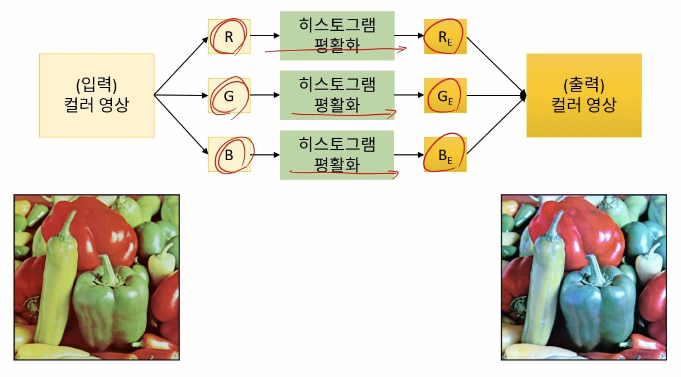 (입력)
컬러 영상
R
히스토그램
평활화
R_E
G
히스토그램
평활화
G_E
B
히스토그램
평활화
B_E
(출력)
컬러 영상